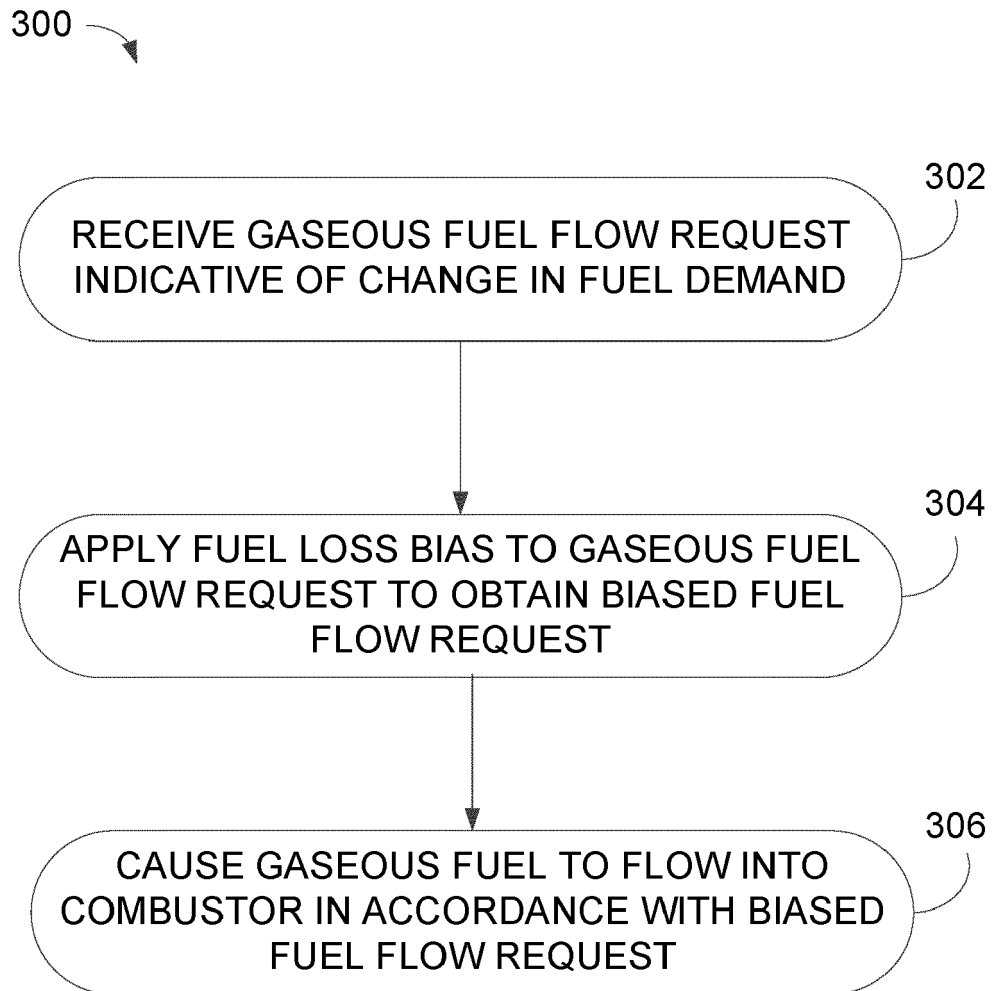 300
302
RECEIVE GASEOUS FUEL FLOW REQUEST
INDICATIVE OF CHANGE IN FUEL DEMAND
304
APPLY FUEL LOSS BIAS TO GASEOUS FUEL
FLOW REQUEST TO OBTAIN BIASED FUEL
FLOW REQUEST
306
CAUSE GASEOUS FUEL TO FLOW INTO
COMBUSTOR IN ACCORDANCE WITH BIASED
FUEL FLOW REQUEST